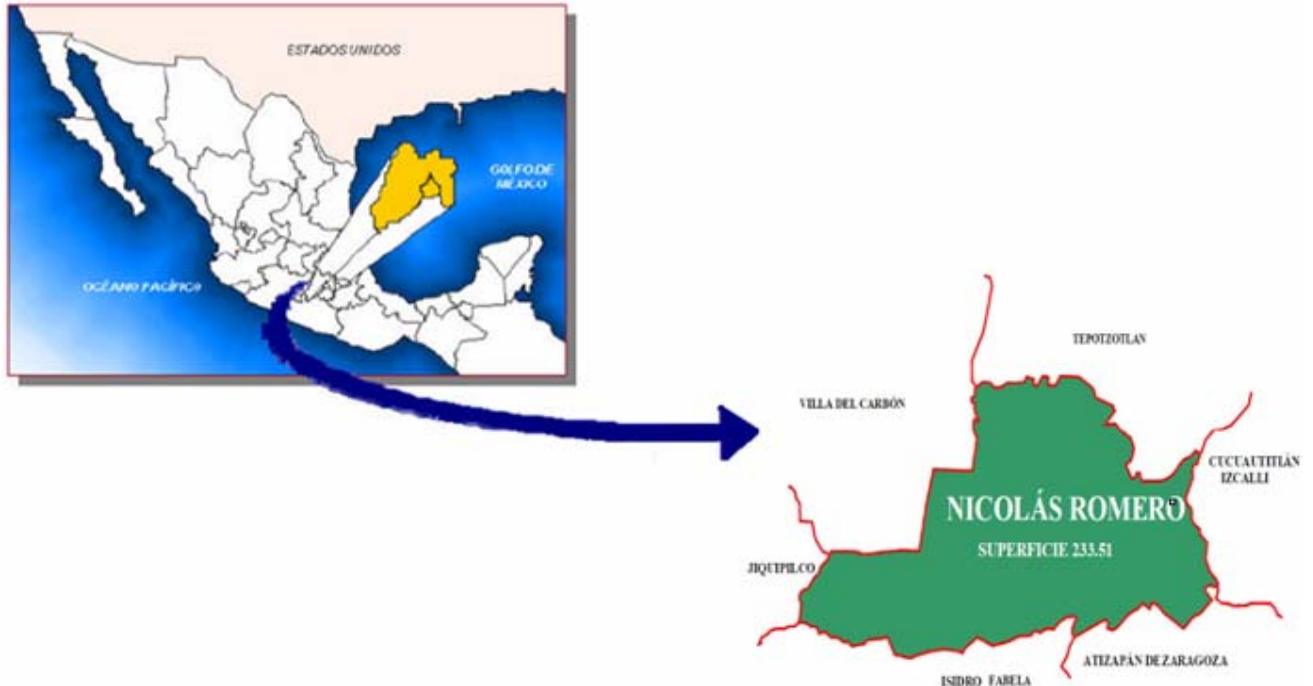 ESTADOS UNIDOS
GOLFO DE
MÉXICO
OCÉANO PACÍFICO
TEPOTZOTLAN
VILLA DEL CARBÓN
CUCUAUTITLÁN
IZCALLI
NICOLÁS ROMERO
SUPERFICIE 233.51
JIQUIPILCO
ATIZAPÁN DE ZARAGOZA
ISIDRO FABELA